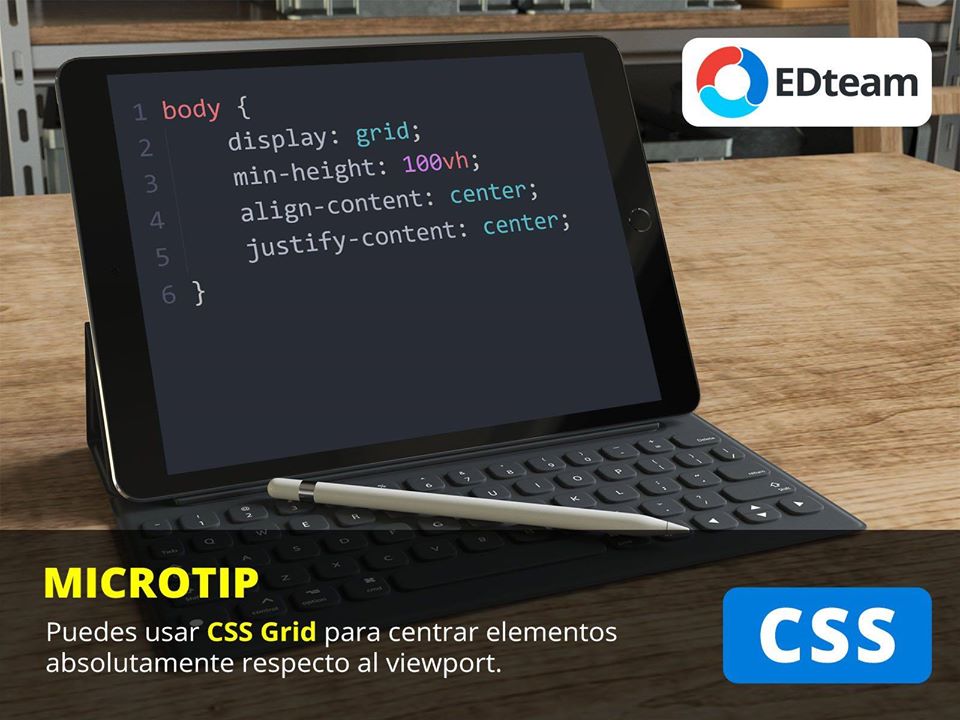 EDteam
1 body {
2 display: grid;
3 min-height: 100vh;
4 align-content: center;
5 justify-content: center;
6 }
MICROTIP
Puedes usar CSS Grid para centrar elementos
absolutamente respecto al viewport.
CSS